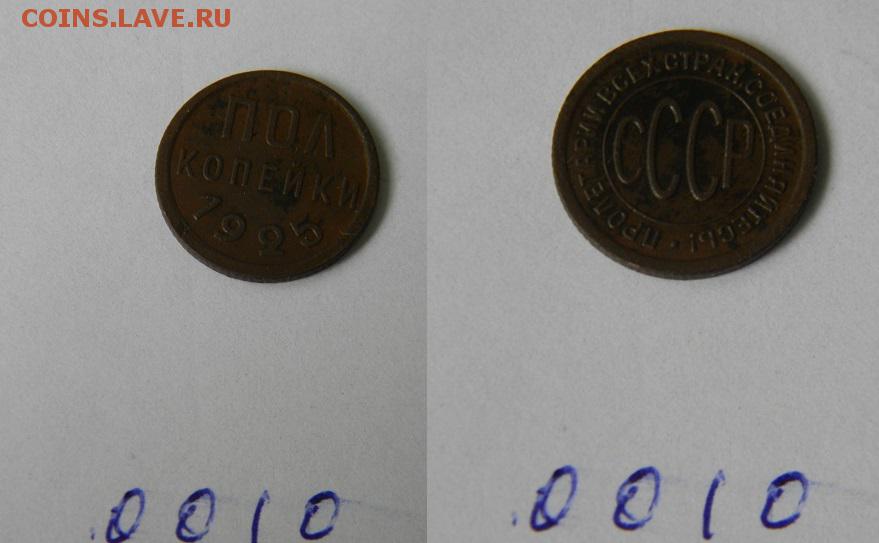 COINS.LAVE.RU
ПОЛ
КОПЕЙКИ
1925
.0010
ПРОЛЕТАРИИ.ВСЕХ.СТРАН,СОЕДИНЯЙТЕСЬ! •
СССР
.0010